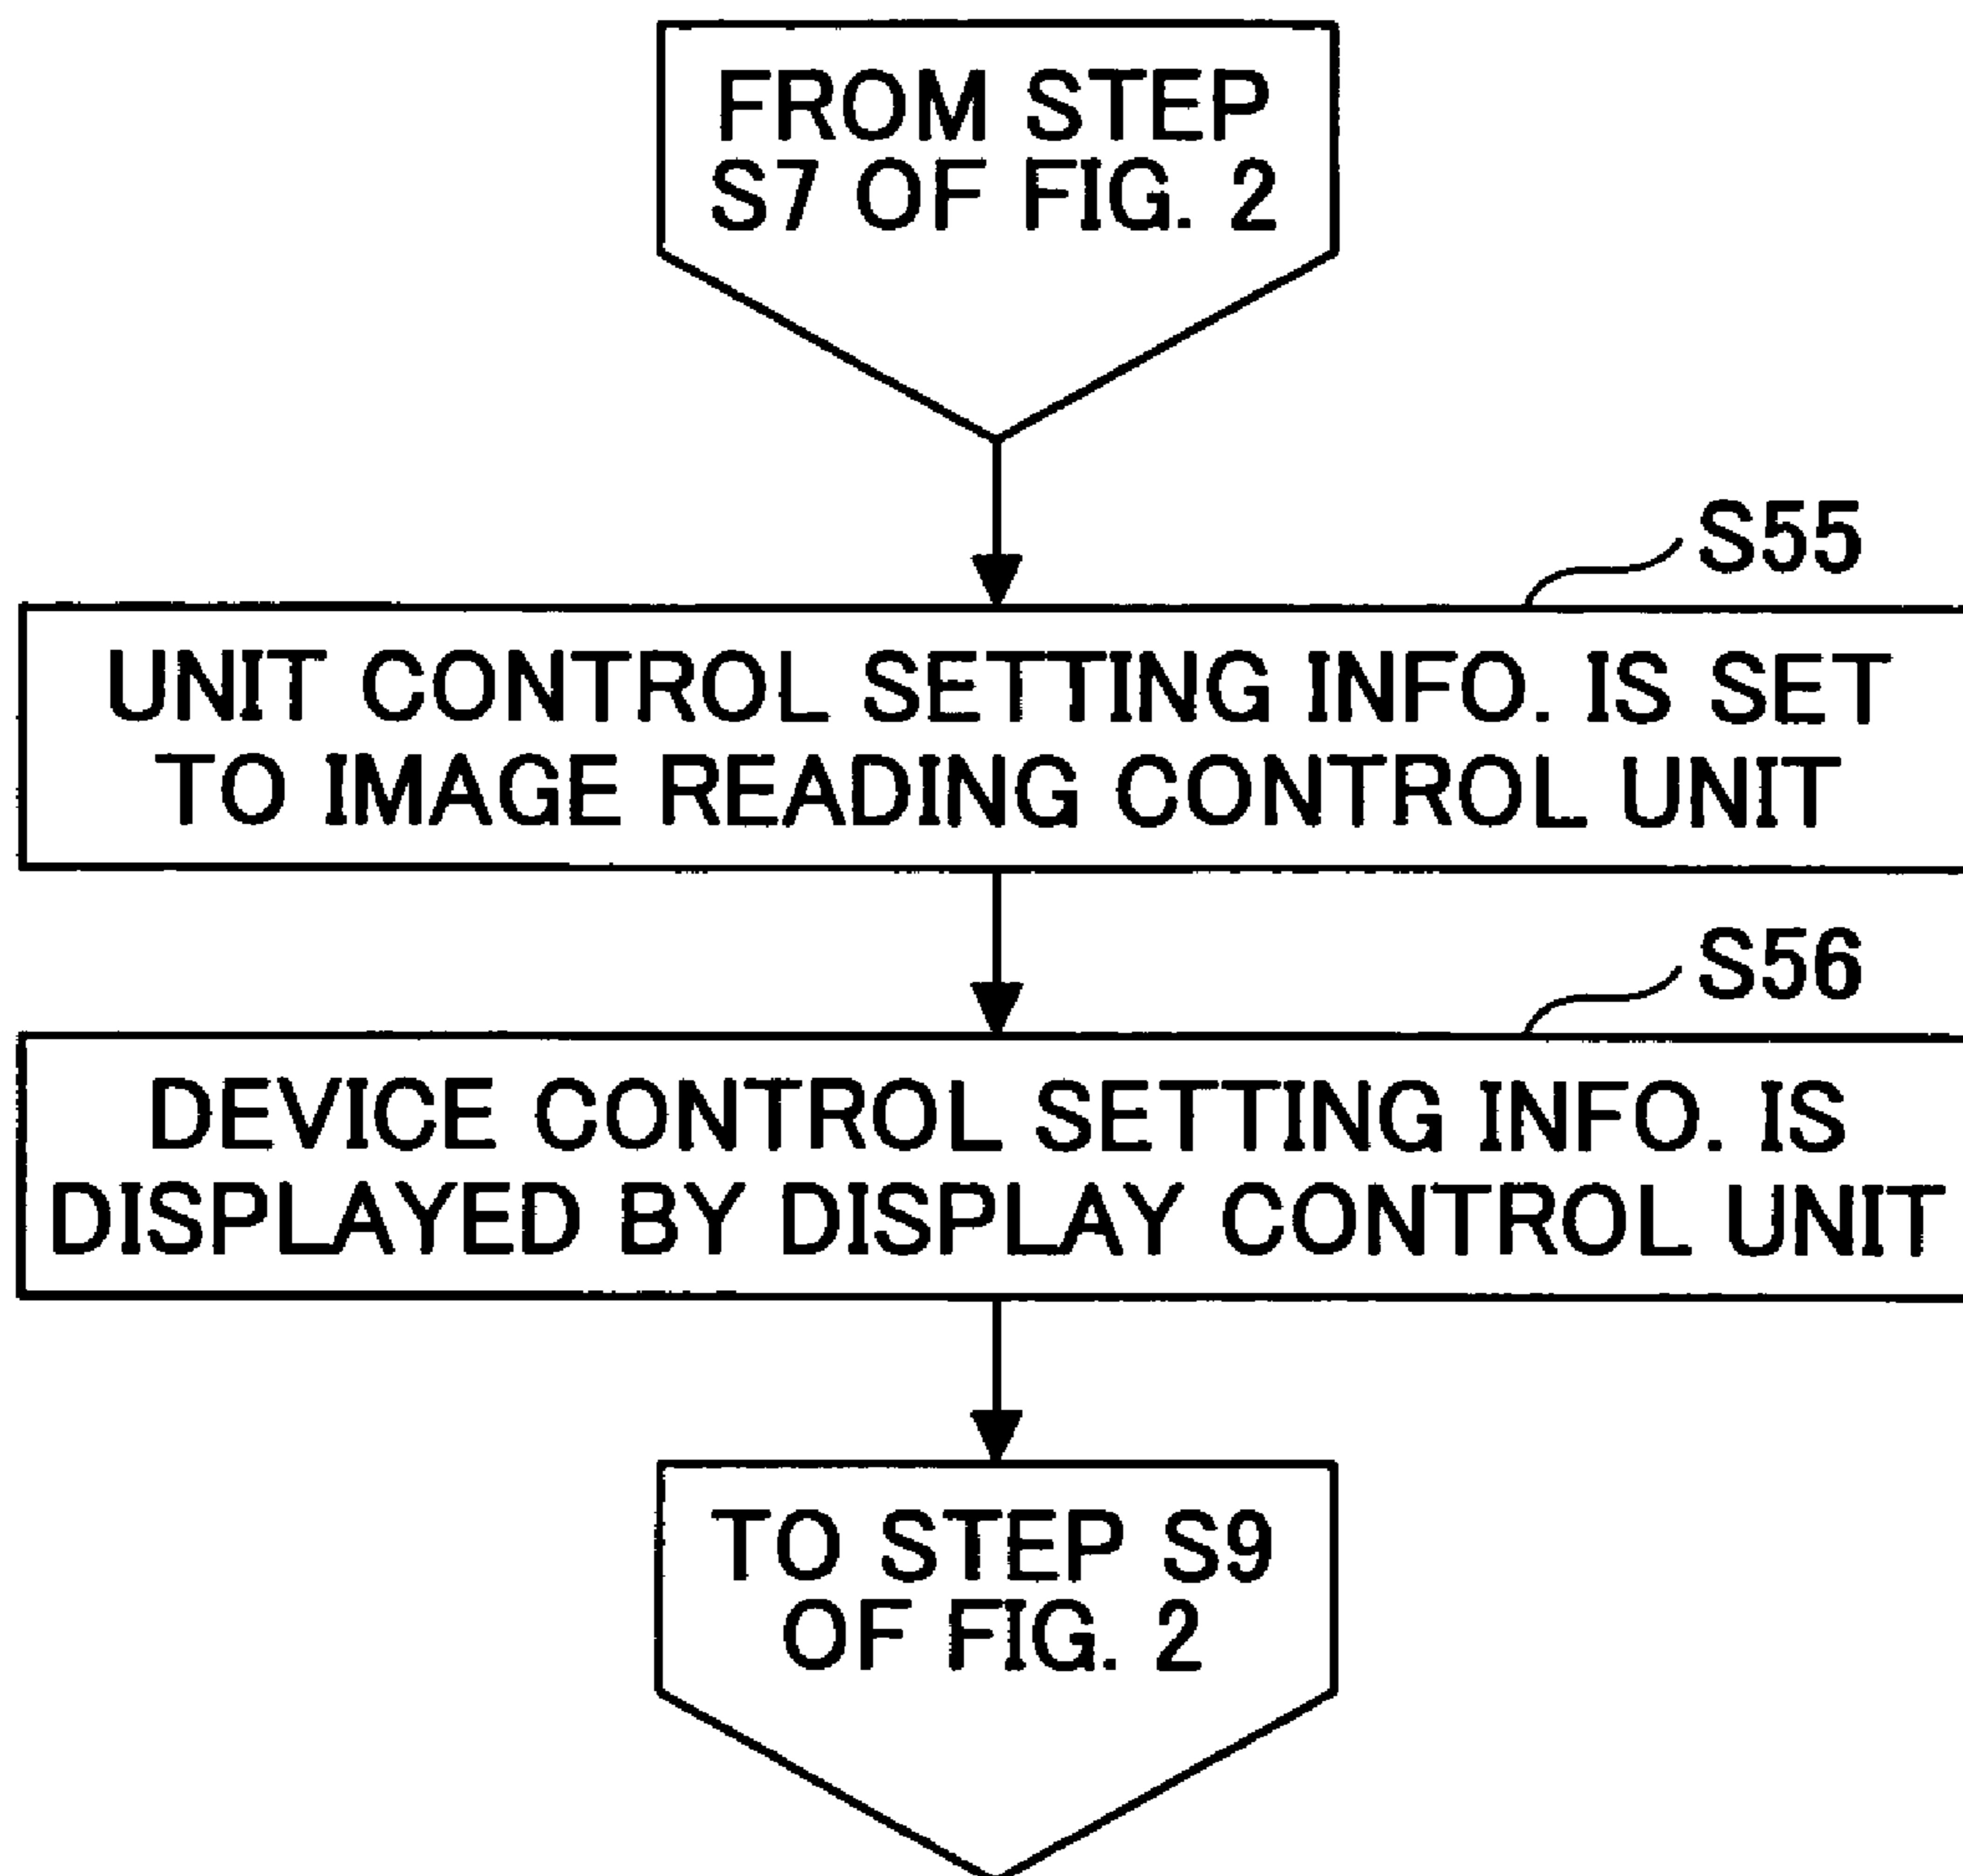 FROM STEP
S7 OF FIG. 2
S55
UNIT CONTROL SETTING INFO. IS SET
TO IMAGE READING CONTROL UNIT
S56
DEVICE CONTROL SETTING INFO. IS
DISPLAYED BY DISPLAY CONTROL UNIT
TO STEP S9
OF FIG. 2